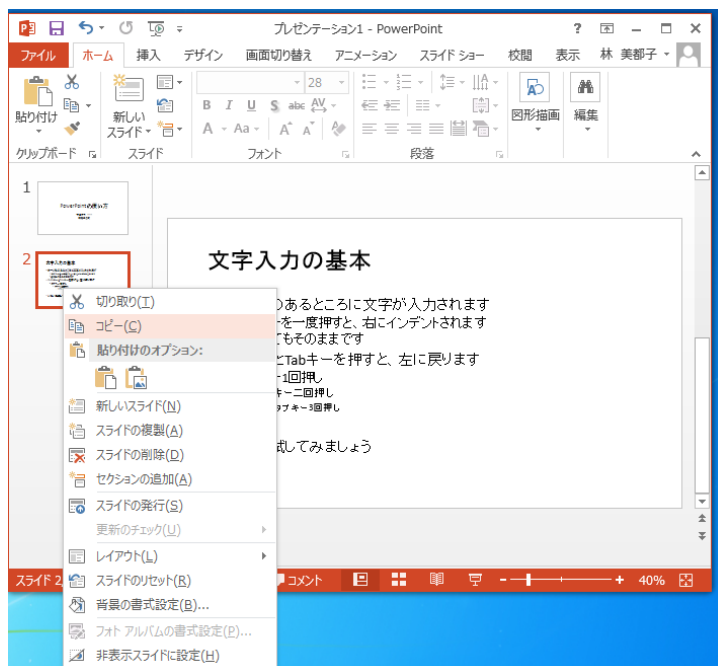 プレゼンテーション1 - PowerPoint
ファイル ホーム 挿入 デザイン 画面切り替え アニメーション スライド ショー 校閲 表示 林 美都子
28
B I U S abc AV
A Aa A A
貼り付け
新しい
スライド
図形描画 編集
クリップボード スライド フォント 段落
1
PowerPointの使い方
2
文字入力の基本
文字入力の基本
のあるところに文字が入力されます
ーを一度押すと、右にインデントされます
てもそのままです
とTabキーを押すと、左に戻ります
ー1回押し
キー二回押し
タブキー3回押し
試してみましょう
切り取り(T)
コピー(C)
貼り付けのオプション:
新しいスライド(N)
スライドの複製(A)
スライドの削除(D)
セクションの追加(A)
スライドの発行(S)
更新のチェック(U)
レイアウト(L)
スライドのリセット(R)
背景の書式設定(B)...
フォト アルバムの書式設定(P)...
非表示スライドに設定(H)
スライド 2 コメント 40%